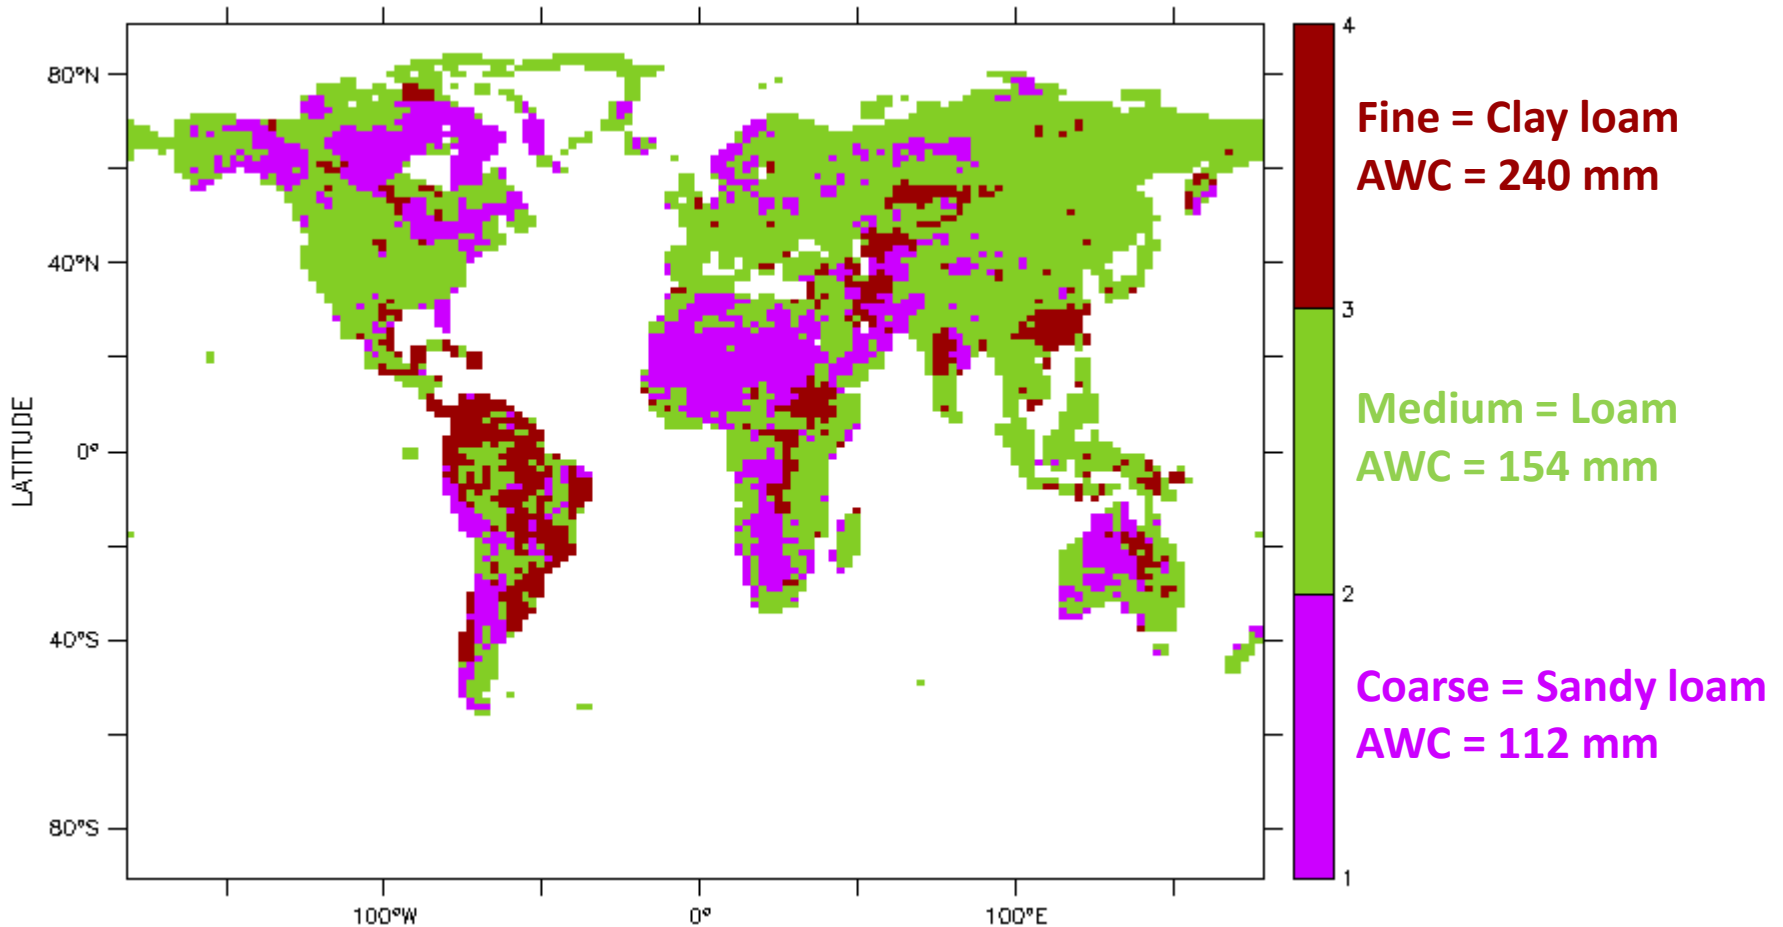 80°N
40°N
0°
40°S
80°S
LATITUDE
100°W
0°
100°E
4
3
2
1
Fine = Clay loam
AWC = 240 mm
Medium = Loam
AWC = 154 mm
Coarse = Sandy loam
AWC = 112 mm